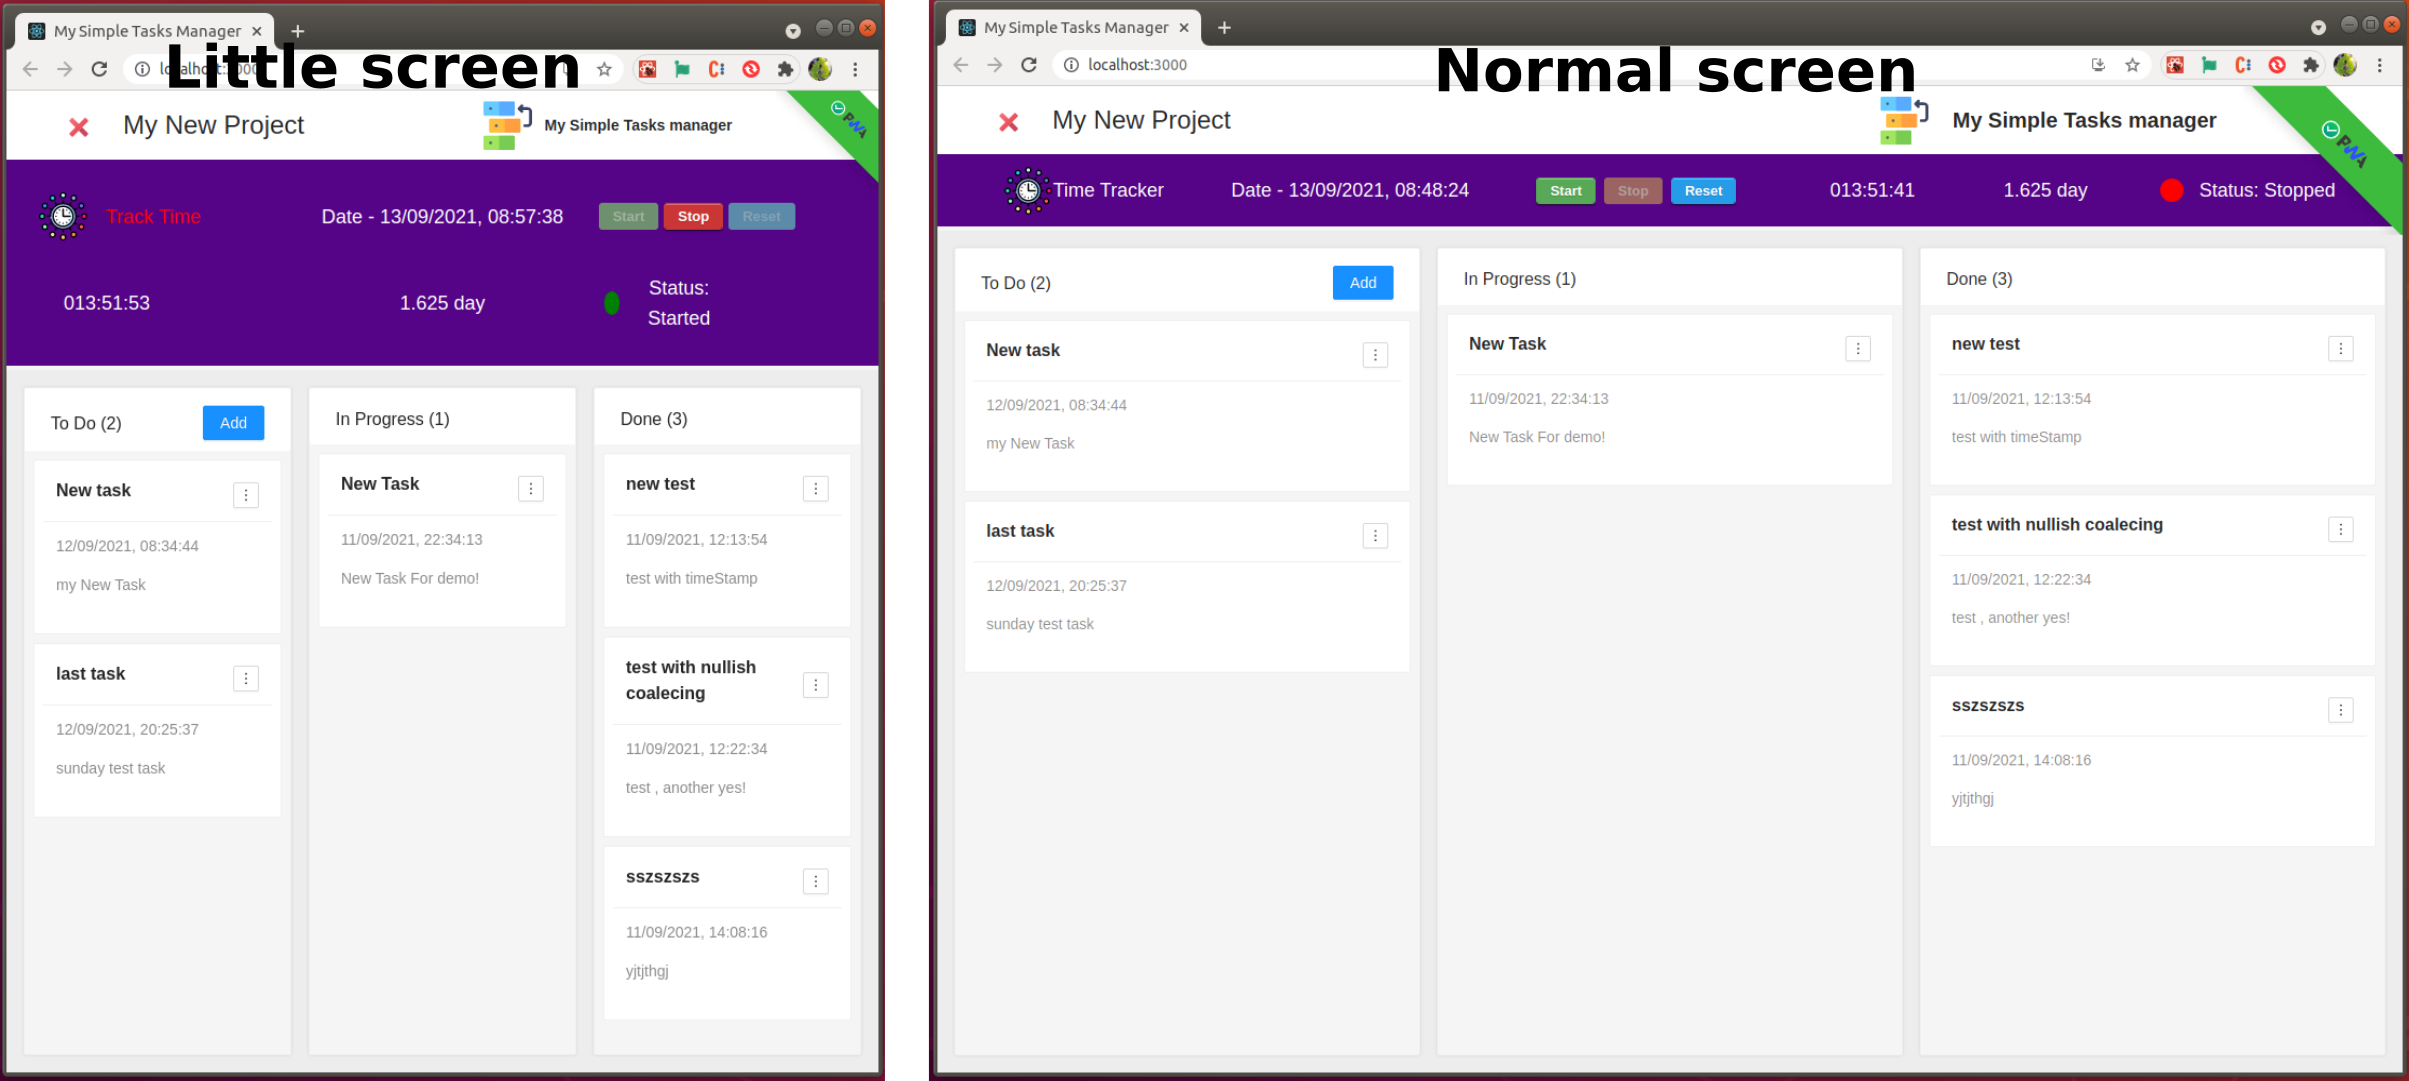 My Simple Tasks Manager
Little screen
My New Project
My Simple Tasks manager
PWA
Track Time
Date - 13/09/2021, 08:57:38
Start
Stop
Reset
013:51:53
1.625 day
Status:
Started
To Do (2)
Add
New task
12/09/2021, 08:34:44
my New Task
last task
12/09/2021, 20:25:37
sunday test task
In Progress (1)
New Task
11/09/2021, 22:34:13
New Task For demo!
Done (3)
new test
11/09/2021, 12:13:54
test with timeStamp
test with nullish
coalecing
11/09/2021, 12:22:34
test , another yes!
sszszszs
11/09/2021, 14:08:16
yjtjthgj
My Simple Tasks Manager
localhost:3000
Normal screen
My New Project
My Simple Tasks manager
PWA
Time Tracker
Date - 13/09/2021, 08:48:24
Start
Stop
Reset
013:51:41
1.625 day
Status: Stopped
To Do (2)
Add
New task
12/09/2021, 08:34:44
my New Task
last task
12/09/2021, 20:25:37
sunday test task
In Progress (1)
New Task
11/09/2021, 22:34:13
New Task For demo!
Done (3)
new test
11/09/2021, 12:13:54
test with timeStamp
test with nullish coalecing
11/09/2021, 12:22:34
test , another yes!
sszszszs
11/09/2021, 14:08:16
yjtjthgj